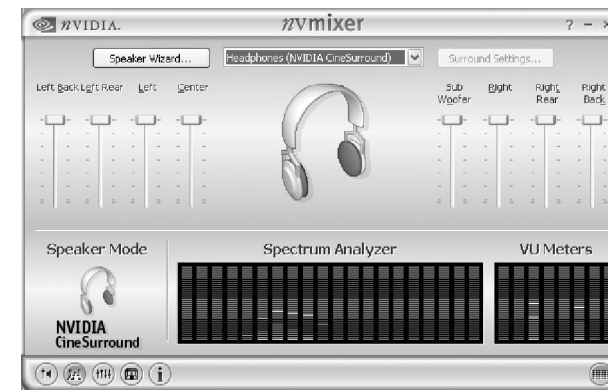 nVIDIA.
nvmixer
? - ×
Speaker Wizard...
Headphones (NVIDIA CineSurround)
Surround Settings...
Left Back Left Rear Left Center
Sub Woofer Right Right Rear Right Back
Speaker Mode
Spectrum Analyzer
VU Meters
NVIDIA
CineSurround
i